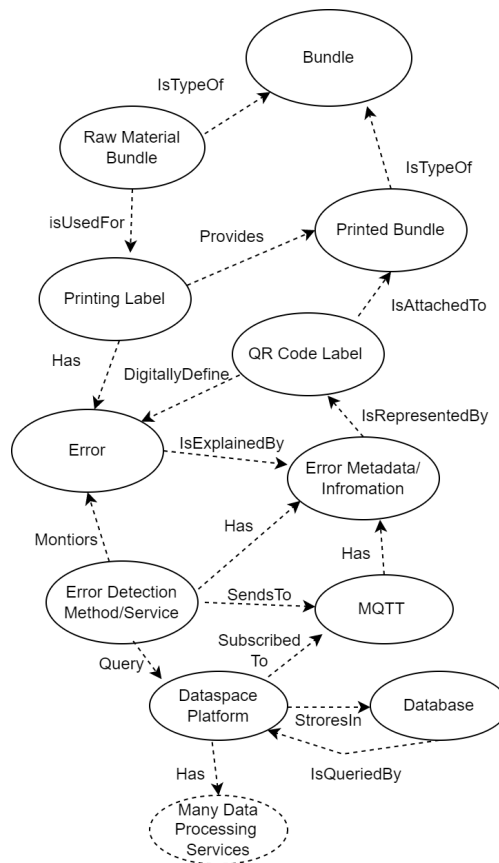 Bundle
IsTypeOf
Raw Material
Bundle
IsTypeOf
isUsedFor
Provides
Printed Bundle
Printing Label
IsAttachedTo
Has
QR Code Label
DigitallyDefine
IsRepresentedBy
Error
IsExplainedBy
Error Metadata/
Infromation
Has
Montiors
Has
Error Detection
Method/Service
SendsTo
MQTT
Subscribed
To
Query
Dataspace
Platform
StroresIn
Database
IsQueriedBy
Has
Many Data
Processing
Services